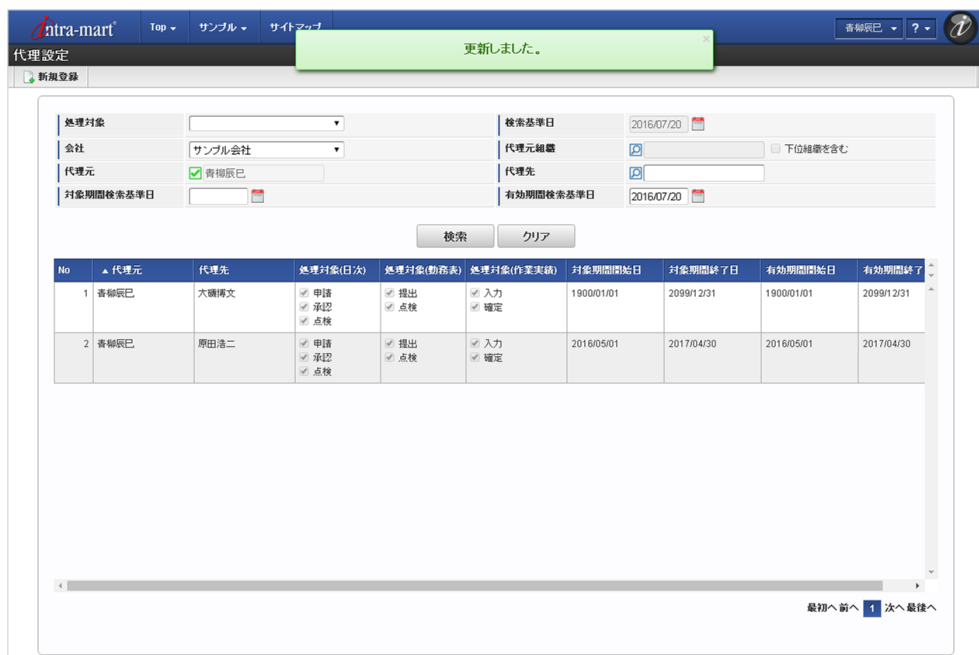 intra-mart Top サンプル サイトマップ 青柳辰巳 ?
更新しました。 ×
代理設定
新規登録
処理対象 検索基準日 2016/07/20
会社 サンプル会社 代理元組織 下位組織を含む
代理元 青柳辰巳 代理先
対象期間検索基準日 有効期間検索基準日 2016/07/20
検索 クリア
No ▲代理元 代理先 処理対象(日次) 処理対象(勤務表) 処理対象(作業実績) 対象期間開始日 対象期間終了日 有効期間開始日 有効期間終了
1 青柳辰巳 大磯博文 申請 提出 入力 1900/01/01 2099/12/31 1900/01/01 2099/12/31
承認 点検 確定
点検
2 青柳辰巳 原田浩二 申請 提出 入力 2016/05/01 2017/04/30 2016/05/01 2017/04/30
承認 点検 確定
点検
最初へ 前へ 1 次へ 最後へ